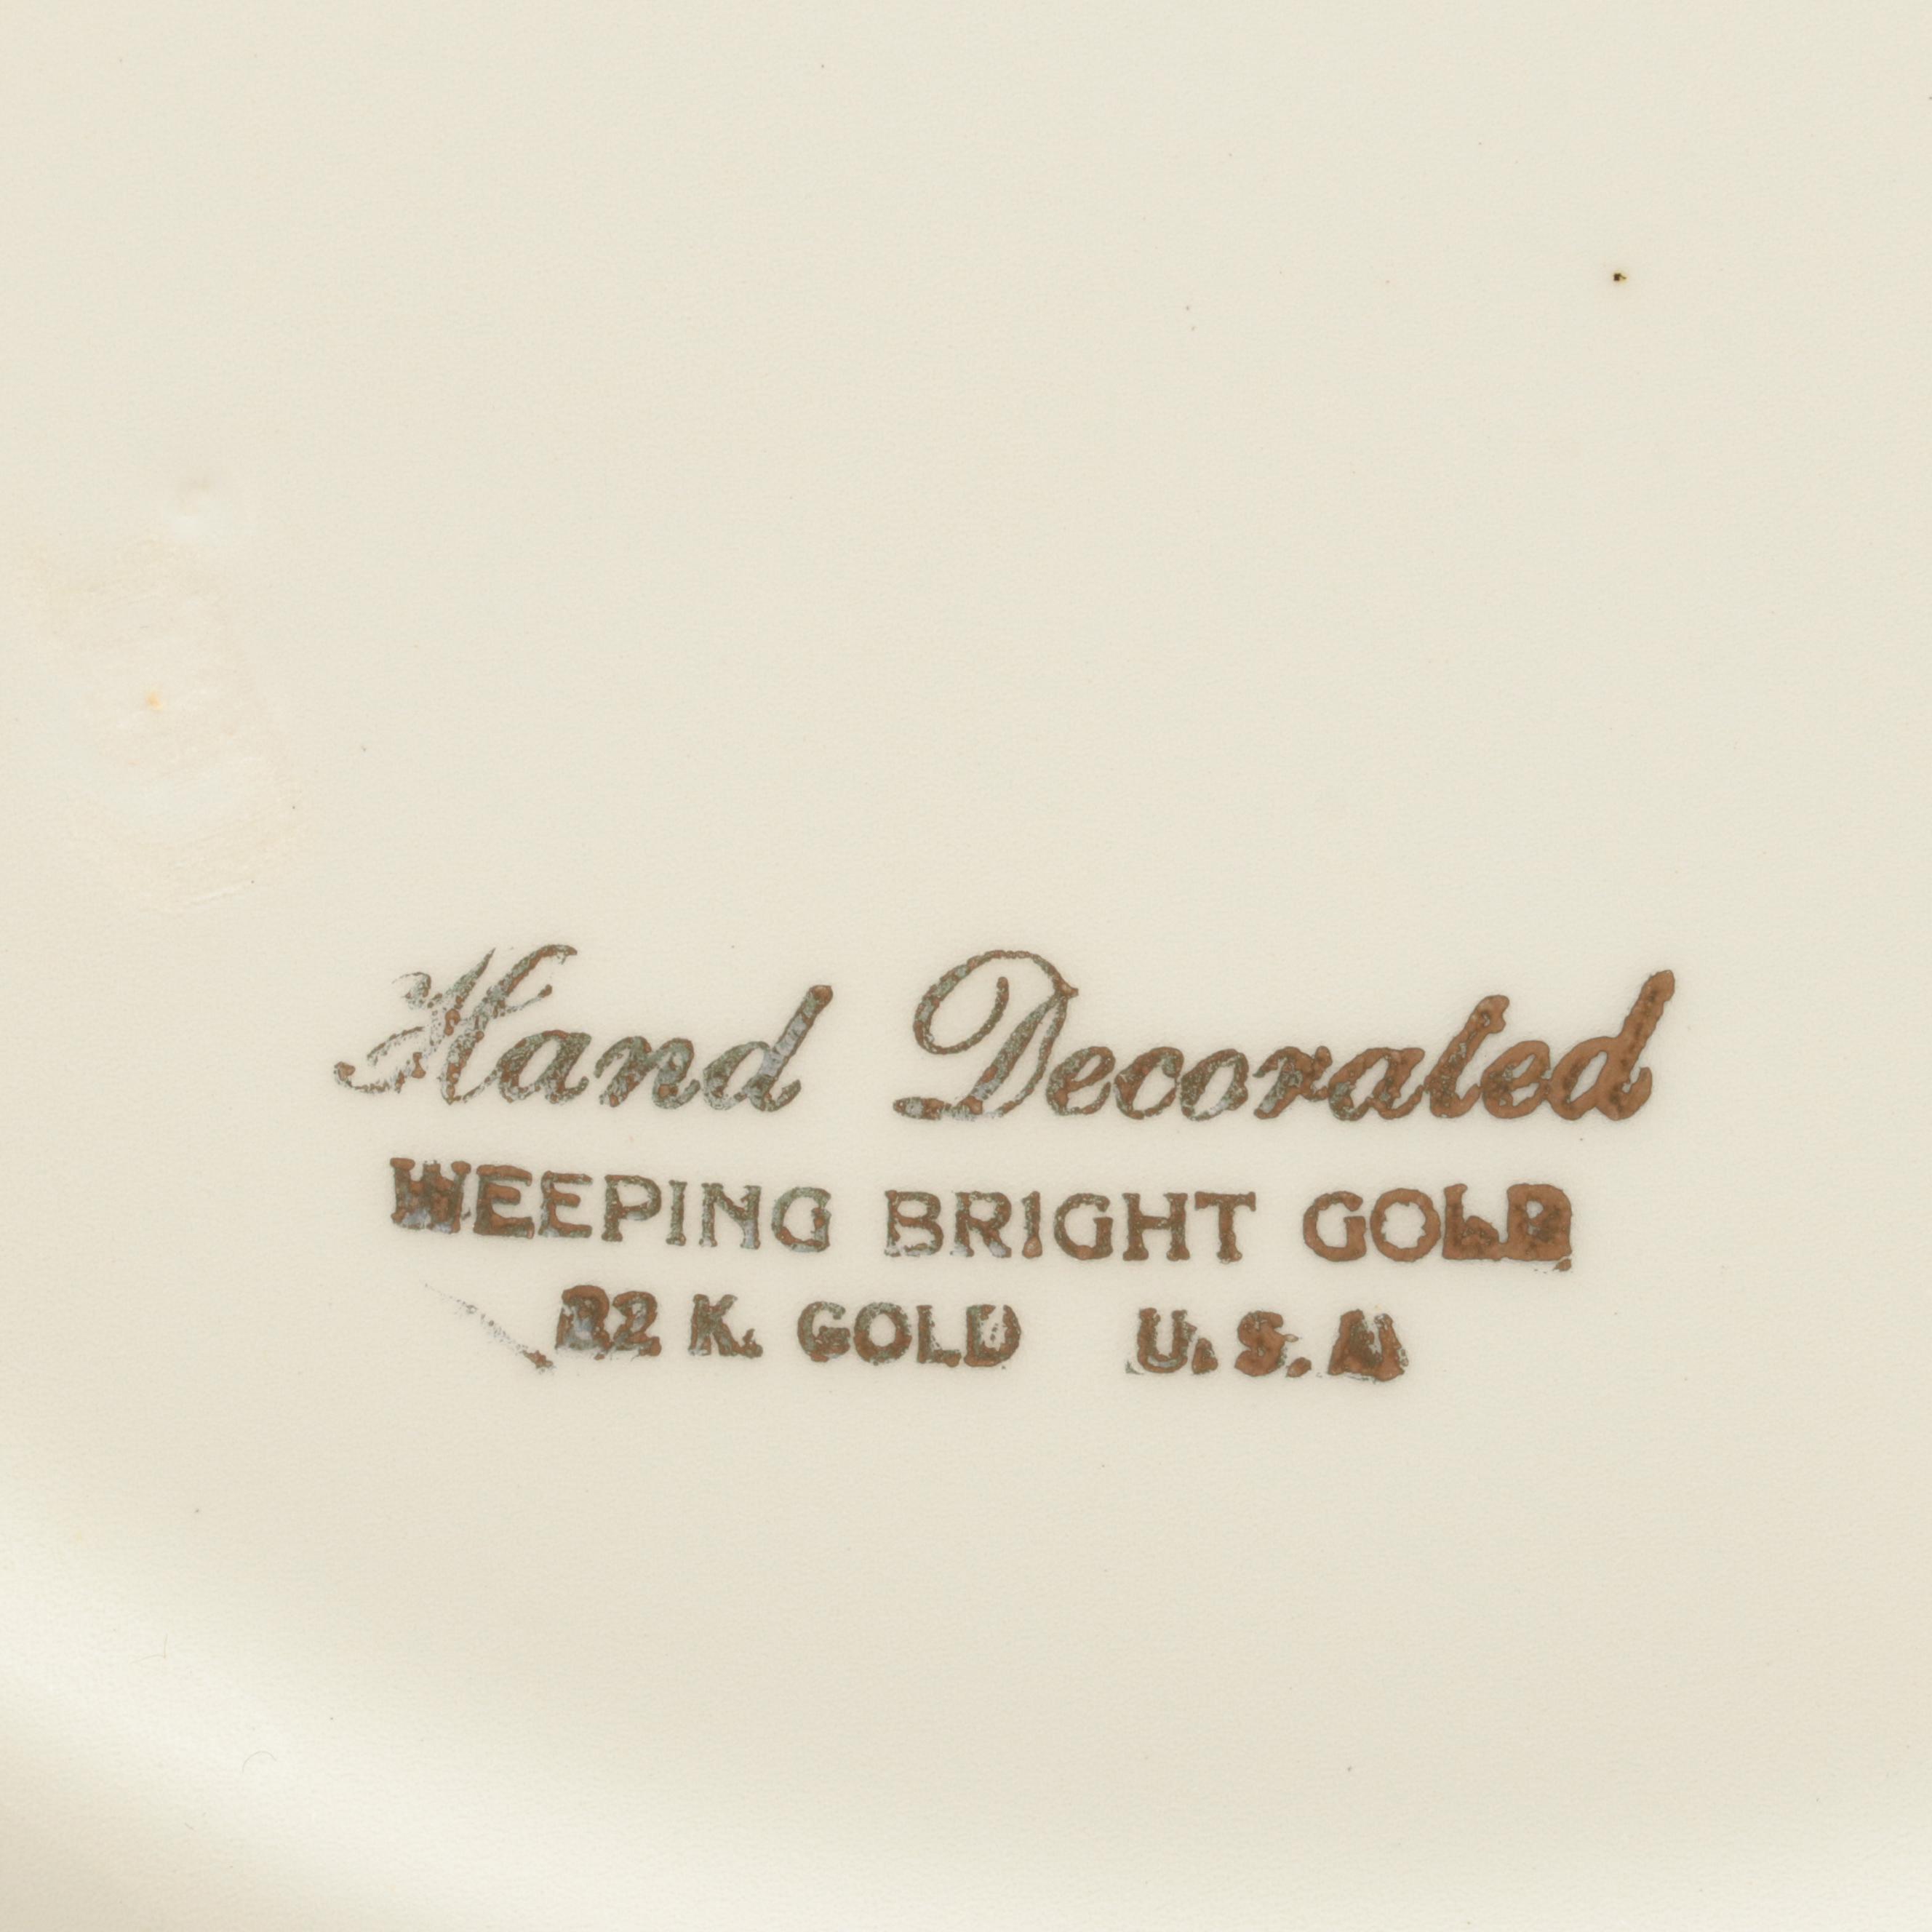 Hand Decorated
WEEPING BRIGHT GOLD
22 K. GOLD U.S.A